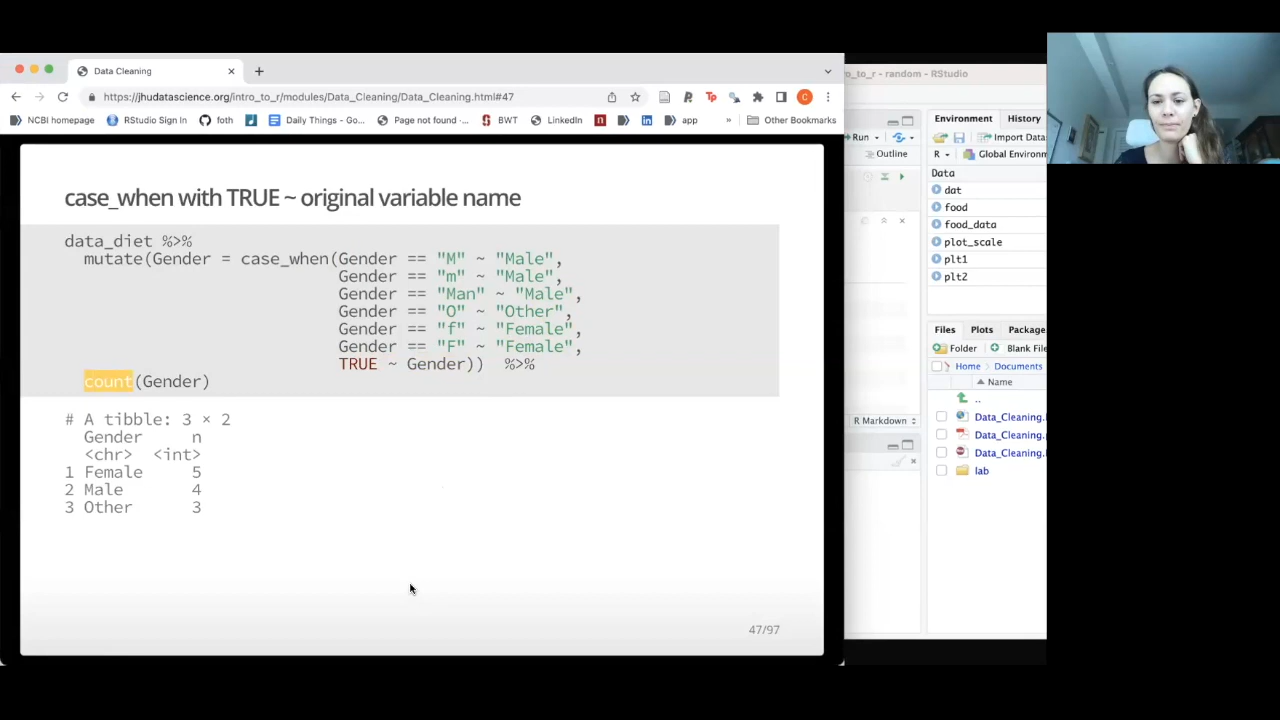 Data Cleaning
https://jhudatascience.org/intro_to_r/modules/Data_Cleaning/Data_Cleaning.html#47
NCBI homepage
RStudio Sign In
foth
Daily Things - Go...
Page not found · ...
BWT
LinkedIn
app
»
Other Bookmarks
case_when with TRUE ~ original variable name
data_diet %>%
mutate(Gender = case_when(Gender == "M" ~ "Male",
Gender == "m" ~ "Male",
Gender == "Man" ~ "Male",
Gender == "O" ~ "Other",
Gender == "f" ~ "Female",
Gender == "F" ~ "Female",
TRUE ~ Gender)) %>%
count(Gender)
# A tibble: 3 × 2
Gender n
<chr> <int>
1 Female 5
2 Male 4
3 Other 3
47/97
o_to_r - random - RStudio
Run
Outline
R Markdown
Environment History
Import Datas
R Global Environm
Data
dat
food
food_data
plot_scale
plt1
plt2
Files Plots Package
Folder Blank File
Home Documents
Name
..
Data_Cleaning.
Data_Cleaning.
Data_Cleaning.
lab